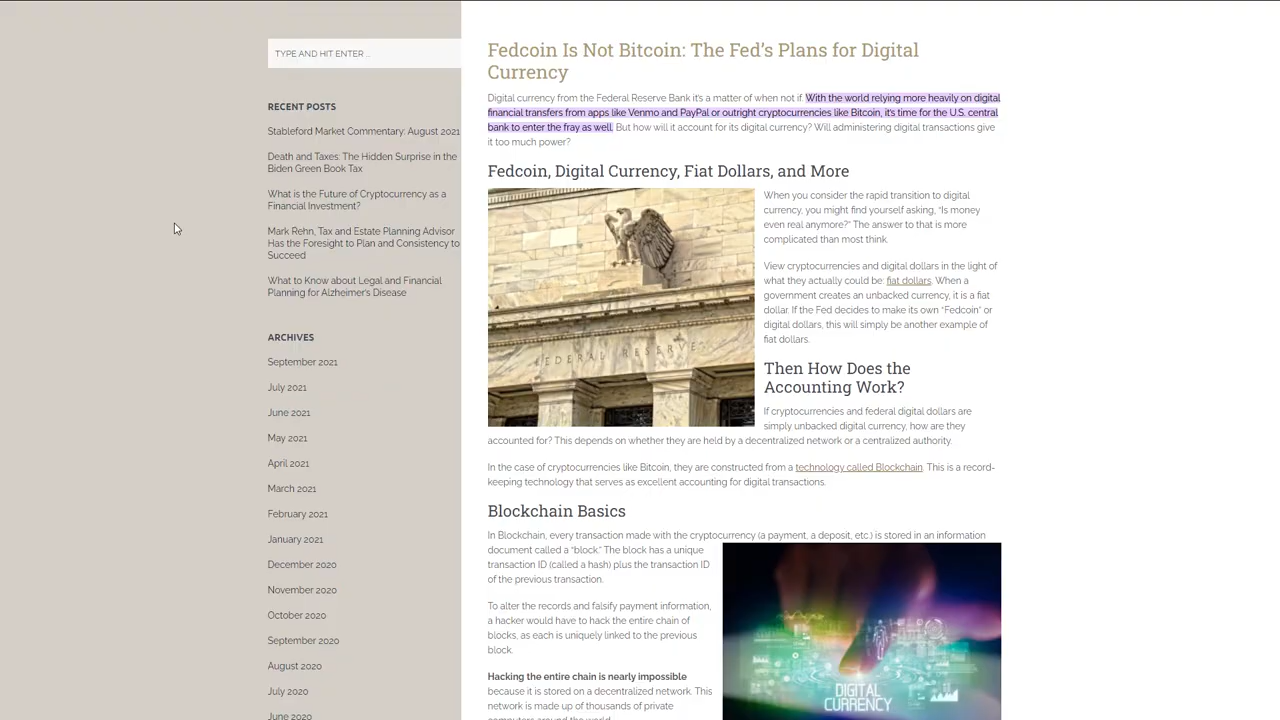 TYPE AND HIT ENTER ...
RECENT POSTS
Stableford Market Commentary: August 2021
Death and Taxes: The Hidden Surprise in the
Biden Green Book Tax
What is the Future of Cryptocurrency as a
Financial Investment?
Mark Rehn, Tax and Estate Planning Advisor
Has the Foresight to Plan and Consistency to
Succeed
What to Know about Legal and Financial
Planning for Alzheimer's Disease
ARCHIVES
September 2021
July 2021
June 2021
May 2021
April 2021
March 2021
February 2021
January 2021
December 2020
November 2020
October 2020
September 2020
August 2020
July 2020
June 2020
Fedcoin Is Not Bitcoin: The Fed's Plans for Digital
Currency
Digital currency from the Federal Reserve Bank it's a matter of when not if. With the world relying more heavily on digital
financial transfers from apps like Venmo and PayPal or outright cryptocurrencies like Bitcoin, it's time for the U.S. central
bank to enter the fray as well. But how will it account for its digital currency? Will administering digital transactions give
it too much power?
Fedcoin, Digital Currency, Fiat Dollars, and More
FEDERAL RESERVE
When you consider the rapid transition to digital
currency, you might find yourself asking, "Is money
even real anymore?" The answer to that is more
complicated than most think.
View cryptocurrencies and digital dollars in the light of
what they actually could be: fiat dollars. When a
government creates an unbacked currency, it is a fiat
dollar. If the Fed decides to make its own "Fedcoin" or
digital dollars, this will simply be another example of
fiat dollars.
Then How Does the
Accounting Work?
If cryptocurrencies and federal digital dollars are
simply unbacked digital currency, how are they
accounted for? This depends on whether they are held by a decentralized network or a centralized authority.
In the case of cryptocurrencies like Bitcoin, they are constructed from a technology called Blockchain. This is a record-
keeping technology that serves as excellent accounting for digital transactions.
Blockchain Basics
In Blockchain, every transaction made with the cryptocurrency (a payment, a deposit, etc.) is stored in an information
document called a "block." The block has a unique
transaction ID (called a hash) plus the transaction ID
of the previous transaction.
To alter the records and falsify payment information,
a hacker would have to hack the entire chain of
blocks, as each is uniquely linked to the previous
block.
Hacking the entire chain is nearly impossible
because it is stored on a decentralized network. This
network is made up of thousands of private
computers around the world.
DIGITAL
CURRENCY